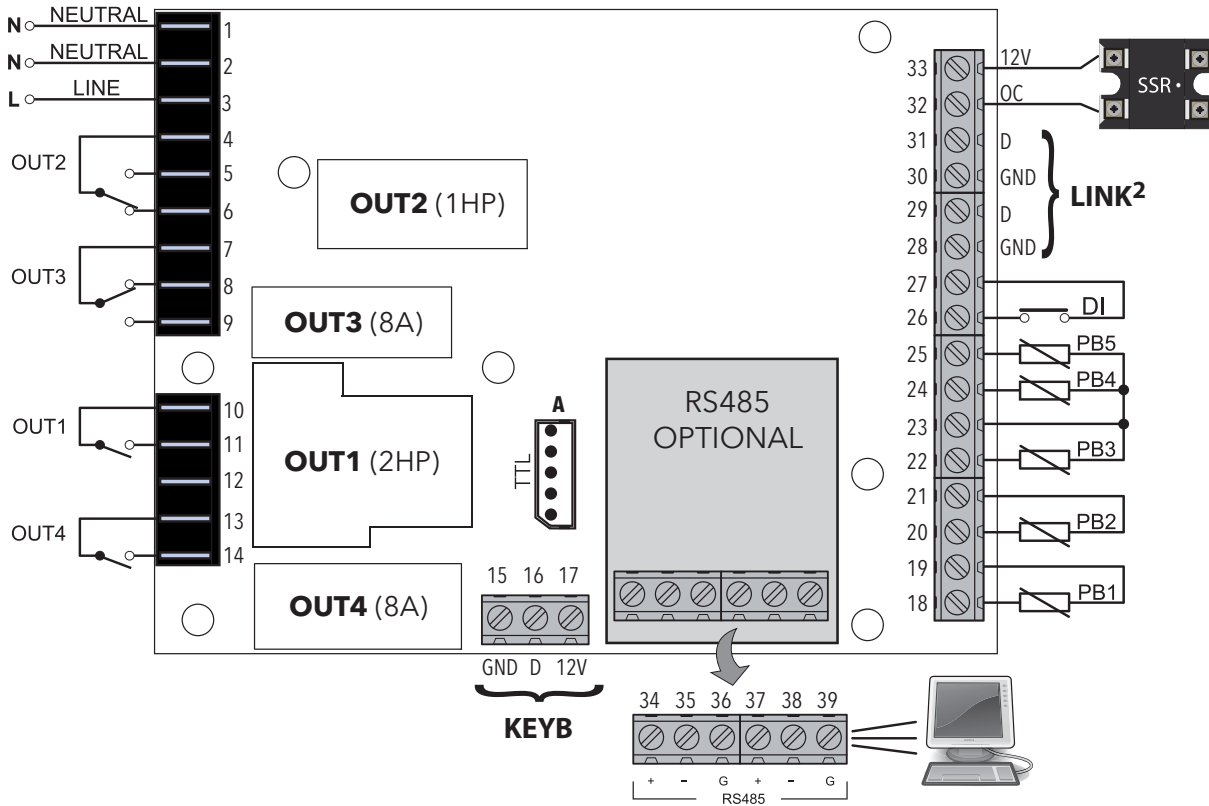 N NEUTRAL
N NEUTRAL
L LINE
1
2
3
4
5
6
7
8
9
10
11
12
13
14
OUT2
OUT3
OUT1
OUT4
OUT2 (1HP)
OUT3 (8A)
OUT1 (2HP)
OUT4 (8A)
A
TTL
RS485
OPTIONAL
15 16 17
GND D 12V
KEYB
34 35 36 37 38 39
+ - G + - G
RS485
33 12V
32 OC
SSR
31 D
30 GND
29 D
28 GND
LINK²
27
26 DI
25 PB5
24 PB4
23
22 PB3
21
20 PB2
19
18 PB1